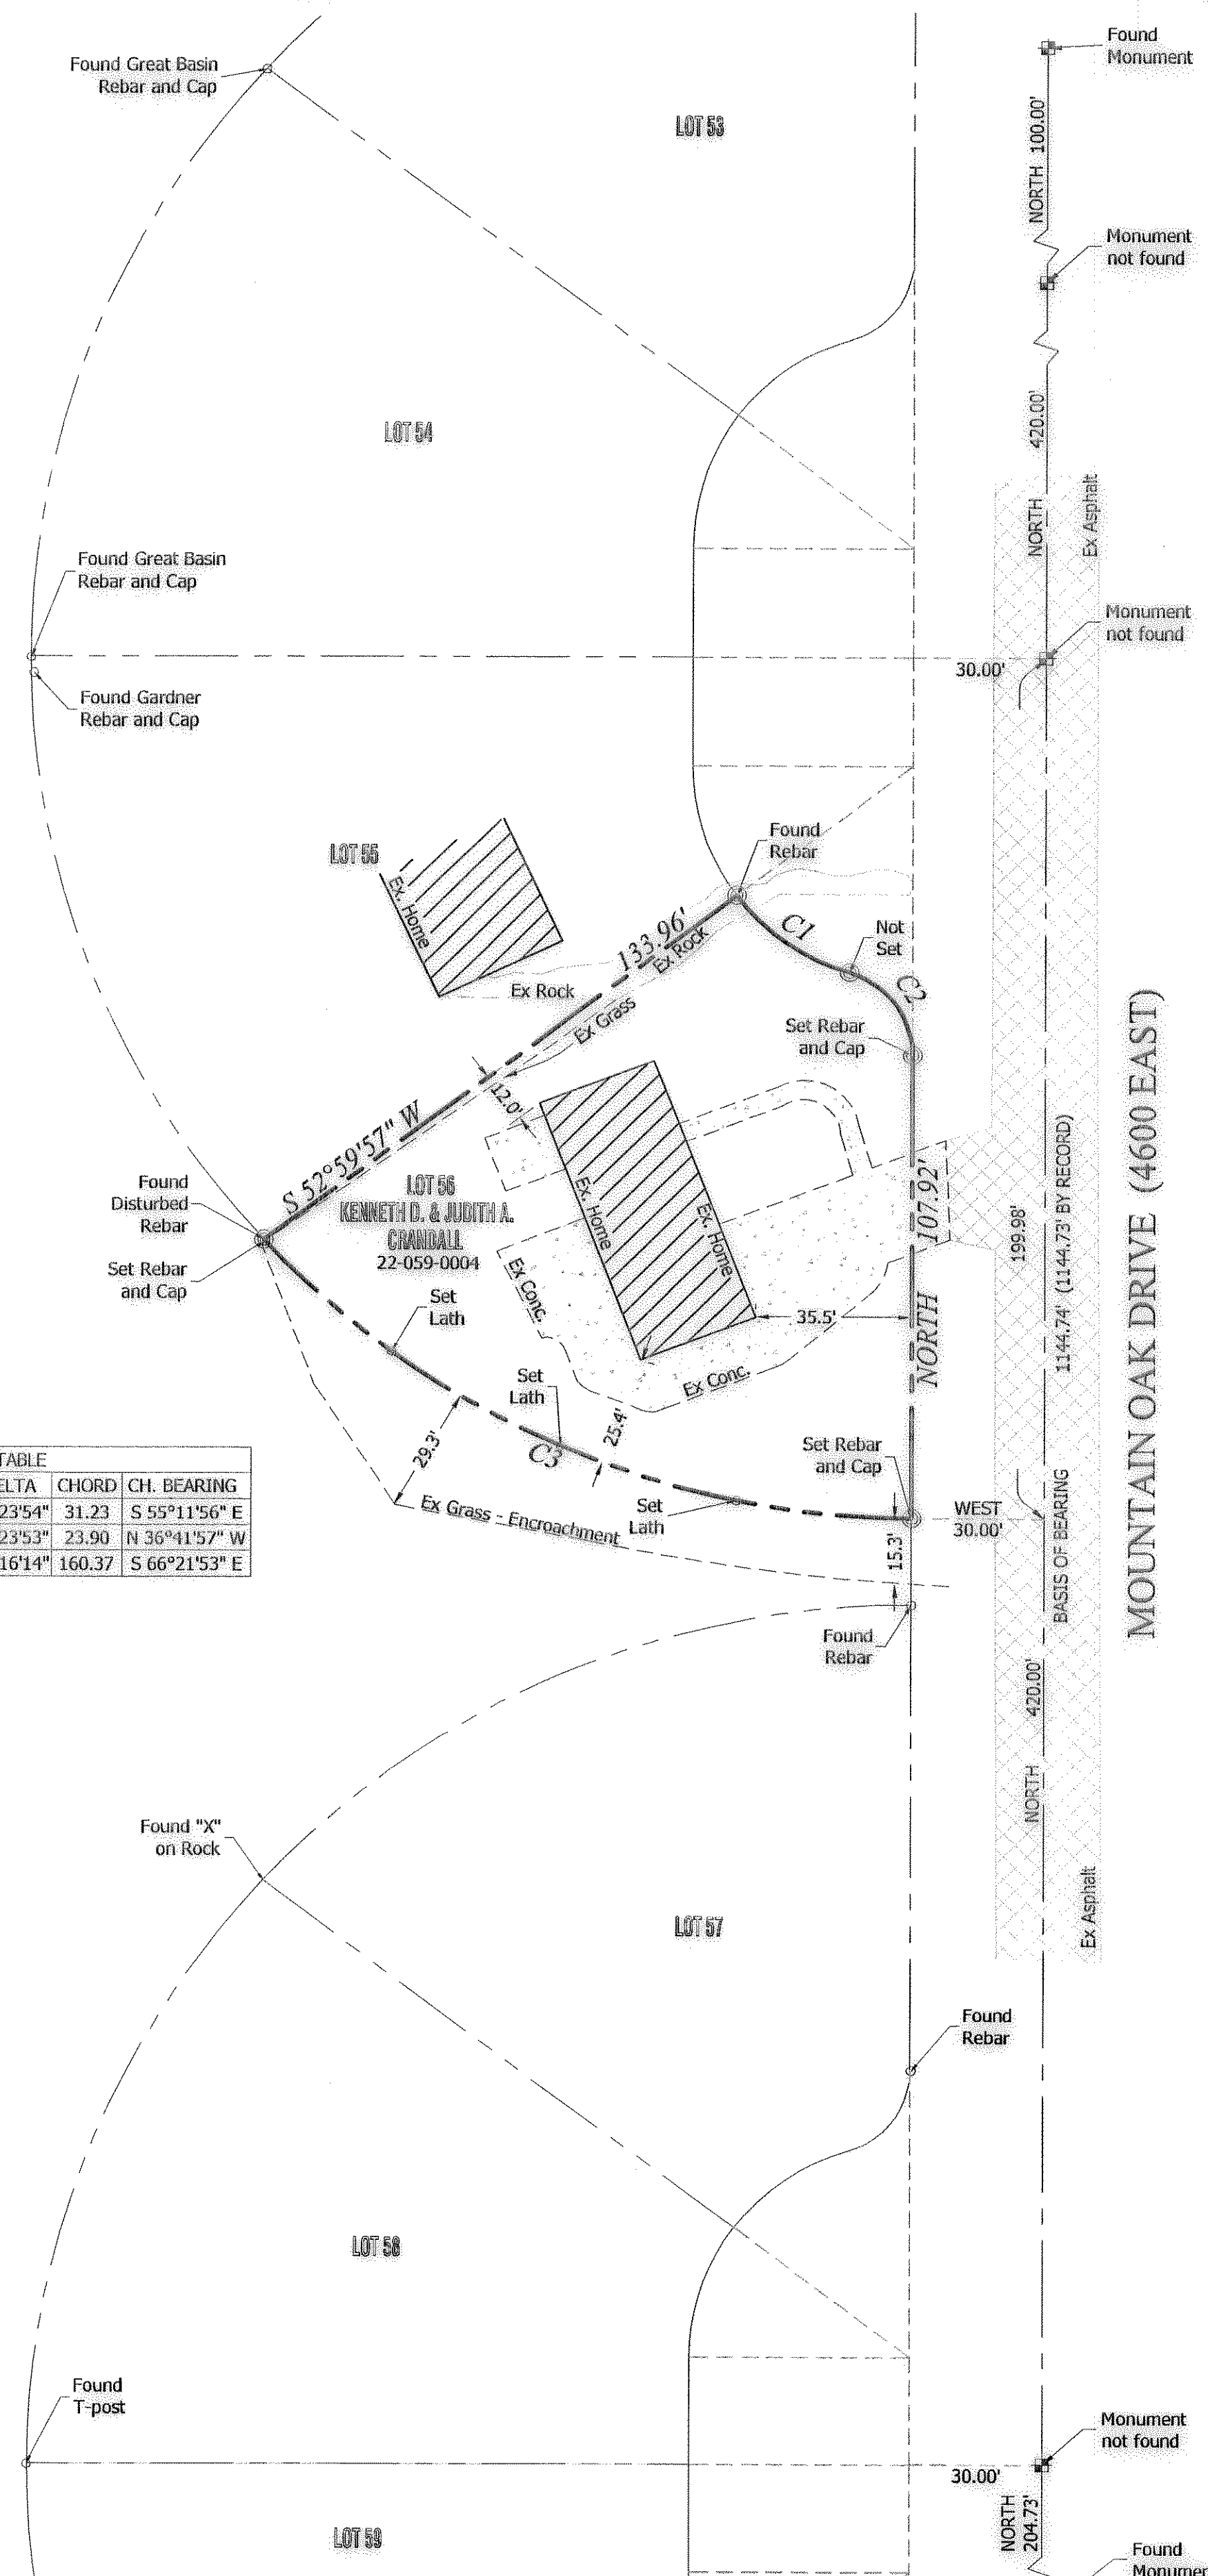 Found
Monument
Found Great Basin
Rebar and Cap
LOT 53
NORTH 100.00'
Monument
not found
LOT 54
420.00'
NORTH
Ex Asphalt
Found Great Basin
Rebar and Cap
Monument
not found
30.00'
Found Gardner
Rebar and Cap
LOT 55
Ex. Home
Found
Rebar
133.96'
Ex Rock
C1
Not
Set
C2
Ex Rock
Ex Grass
Set Rebar
and Cap
12.0'
S 52°59'57" W
Found
Disturbed
Rebar
LOT 56
KENNETH D. & JUDITH A.
CRANDALL
22-059-0004
Ex. Home
Ex. Home
107.92'
NORTH
199.98'
1144.74' (1144.73' BY RECORD)
MOUNTAIN OAK DRIVE (4600 EAST)
Set Rebar
and Cap
Ex Conc.
Set
Lath
35.5'
Set
Lath
Ex Conc.
25.4'
29.3'
C3
Set Rebar
and Cap
TABLE
ELTA CHORD CH. BEARING
23'54" 31.23 S 55°11'56" E
23'53" 23.90 N 36°41'57" W
16'14" 160.37 S 66°21'53" E
Ex Grass - Encroachment
Set
Lath
WEST
30.00'
BASIS OF BEARING
15.3'
Found
Rebar
420.00'
NORTH
Found "X"
on Rock
LOT 57
Ex Asphalt
Found
Rebar
LOT 58
Found
T-post
Monument
not found
30.00'
NORTH
204.73'
LOT 59
Found
Monument